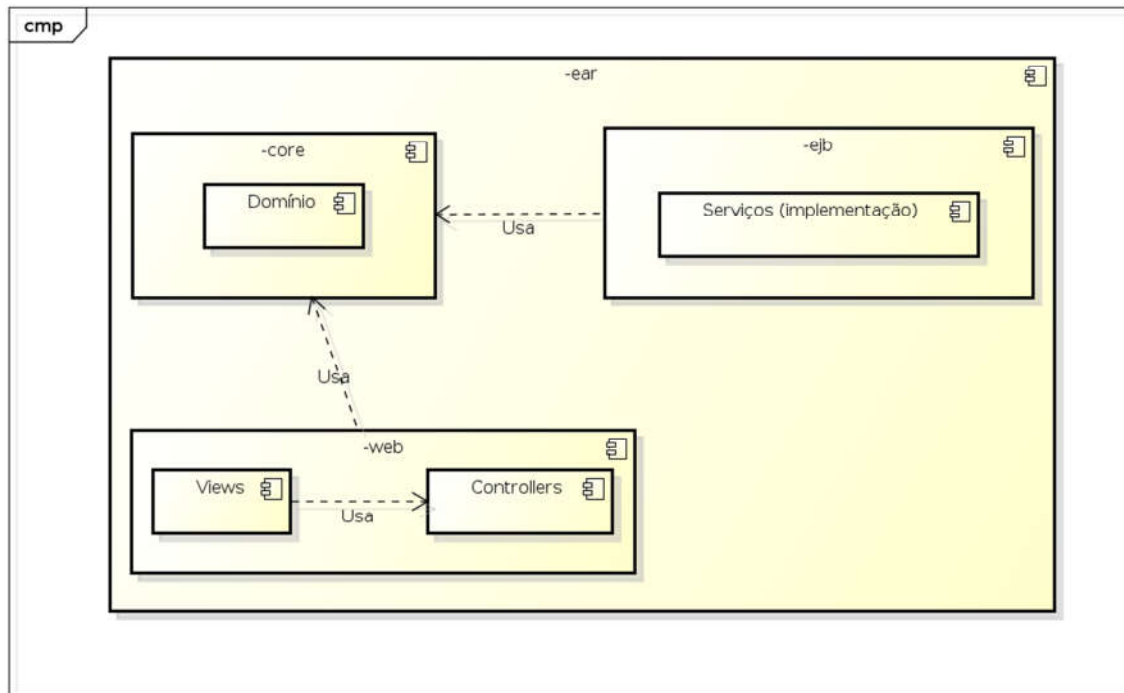 cmp
-ear
-core
-ejb
Domínio
Serviços (implementação)
Usa
Usa
-web
Views
Controllers
Usa